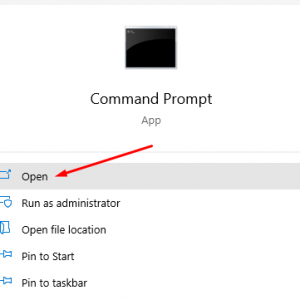 Command Prompt
App
Open
Run as administrator
Open file location
Pin to Start
Pin to taskbar